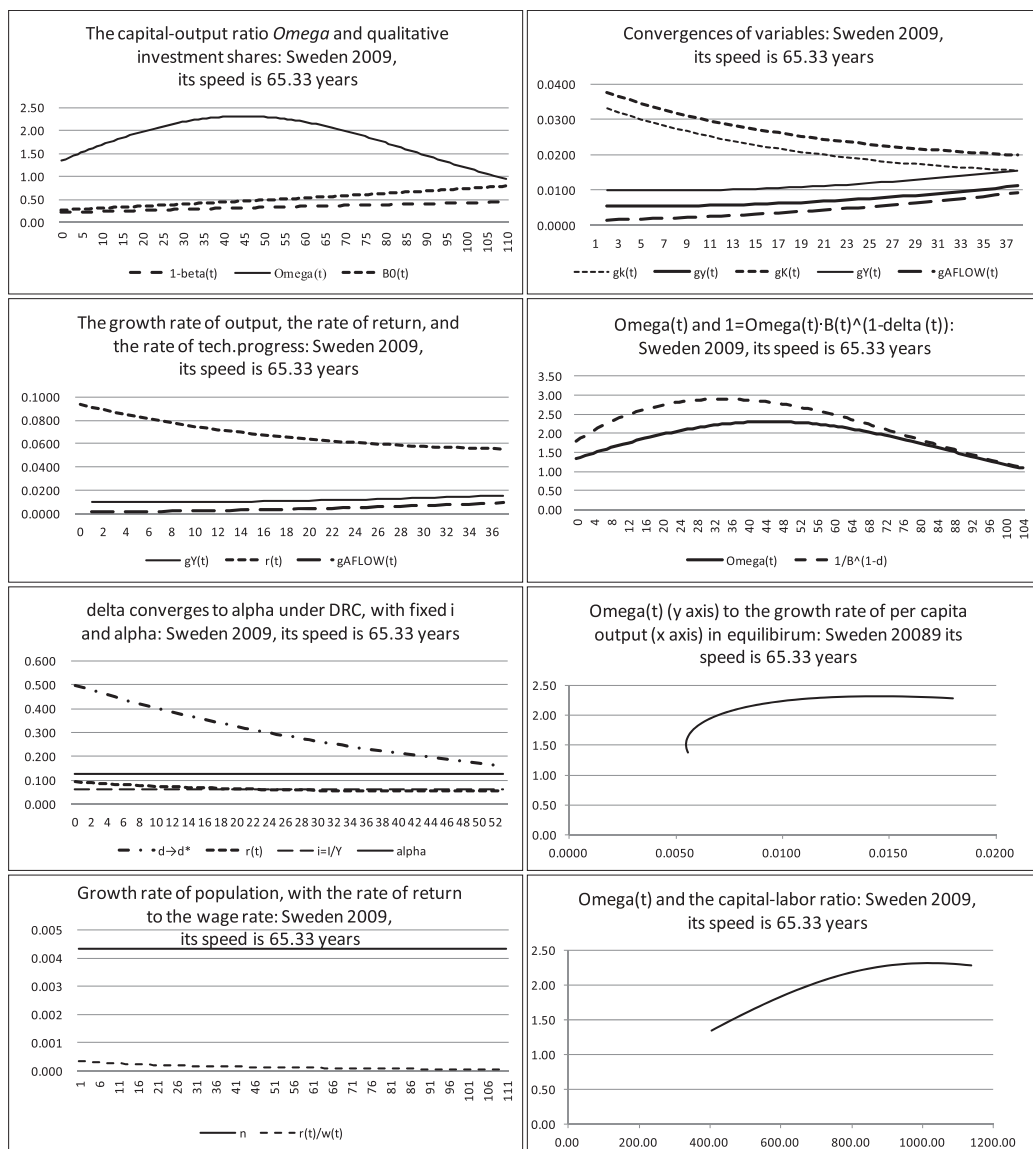 The capital-output ratio Omega and qualitative
investment shares: Sweden 2009,
its speed is 65.33 years
2.50
2.00
1.50
1.00
0.50
0.00
0 5 10 15 20 25 30 35 40 45 50 55 60 65 70 75 80 85 90 95 100 105 110
1-beta(t) Omega(t) B0(t)
Convergences of variables: Sweden 2009,
its speed is 65.33 years
0.0400
0.0300
0.0200
0.0100
0.0000
1 3 5 7 9 11 13 15 17 19 21 23 25 27 29 31 33 35 37
gk(t) gy(t) gK(t) gY(t) gAFLOW(t)
The growth rate of output, the rate of return, and
the rate of tech.progress: Sweden 2009,
its speed is 65.33 years
0.1000
0.0800
0.0600
0.0400
0.0200
0.0000
0 2 4 6 8 10 12 14 16 18 20 22 24 26 28 30 32 34 36
gY(t) r(t) gAFLOW(t)
Omega(t) and 1=Omega(t)·B(t)^(1-delta (t)):
Sweden 2009, its speed is 65.33 years
3.50
3.00
2.50
2.00
1.50
1.00
0.50
0.00
0 4 8 12 16 20 24 28 32 36 40 44 48 52 56 60 64 68 72 76 80 84 88 92 96 100 104
Omega(t) 1/B^(1-d)
delta converges to alpha under DRC, with fixed i
and alpha: Sweden 2009, its speed is 65.33 years
0.600
0.500
0.400
0.300
0.200
0.100
0.000
0 2 4 6 8 10 12 14 16 18 20 22 24 26 28 30 32 34 36 38 40 42 44 46 48 50 52
d→d* r(t) i=I/Y alpha
Omega(t) (y axis) to the growth rate of per capita
output (x axis) in equilibirum: Sweden 20089 its
speed is 65.33 years
2.50
2.00
1.50
1.00
0.50
0.00
0.0000 0.0050 0.0100 0.0150 0.0200
Growth rate of population, with the rate of return
to the wage rate: Sweden 2009,
its speed is 65.33 years
0.005
0.004
0.003
0.002
0.001
0.000
1 6 11 16 21 26 31 36 41 46 51 56 61 66 71 76 81 86 91 96 101 106 111
n r(t)/w(t)
Omega(t) and the capital-labor ratio: Sweden 2009,
its speed is 65.33 years
2.50
2.00
1.50
1.00
0.50
0.00
0.00 200.00 400.00 600.00 800.00 1000.00 1200.00